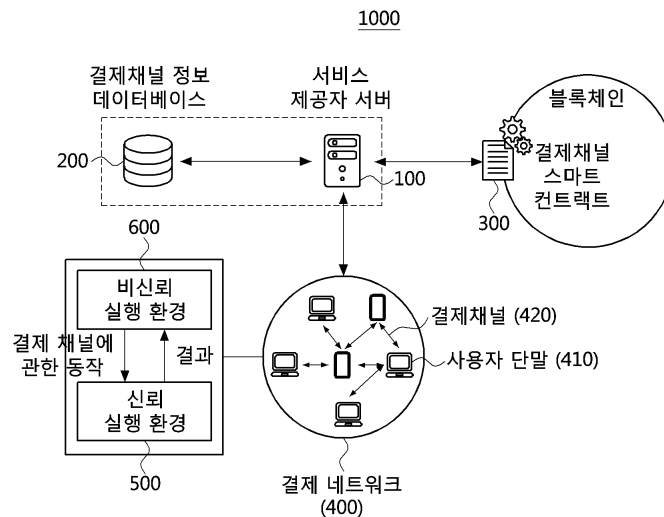 1000
결제채널 정보
데이터베이스
서비스
제공자 서버
블록체인
200
100
결제채널
스마트
컨트랙트
300
600
비신뢰
실행 환경
결제 채널에
관한 동작
결과
신뢰
실행 환경
500
결제채널 (420)
사용자 단말 (410)
결제 네트워크
(400)